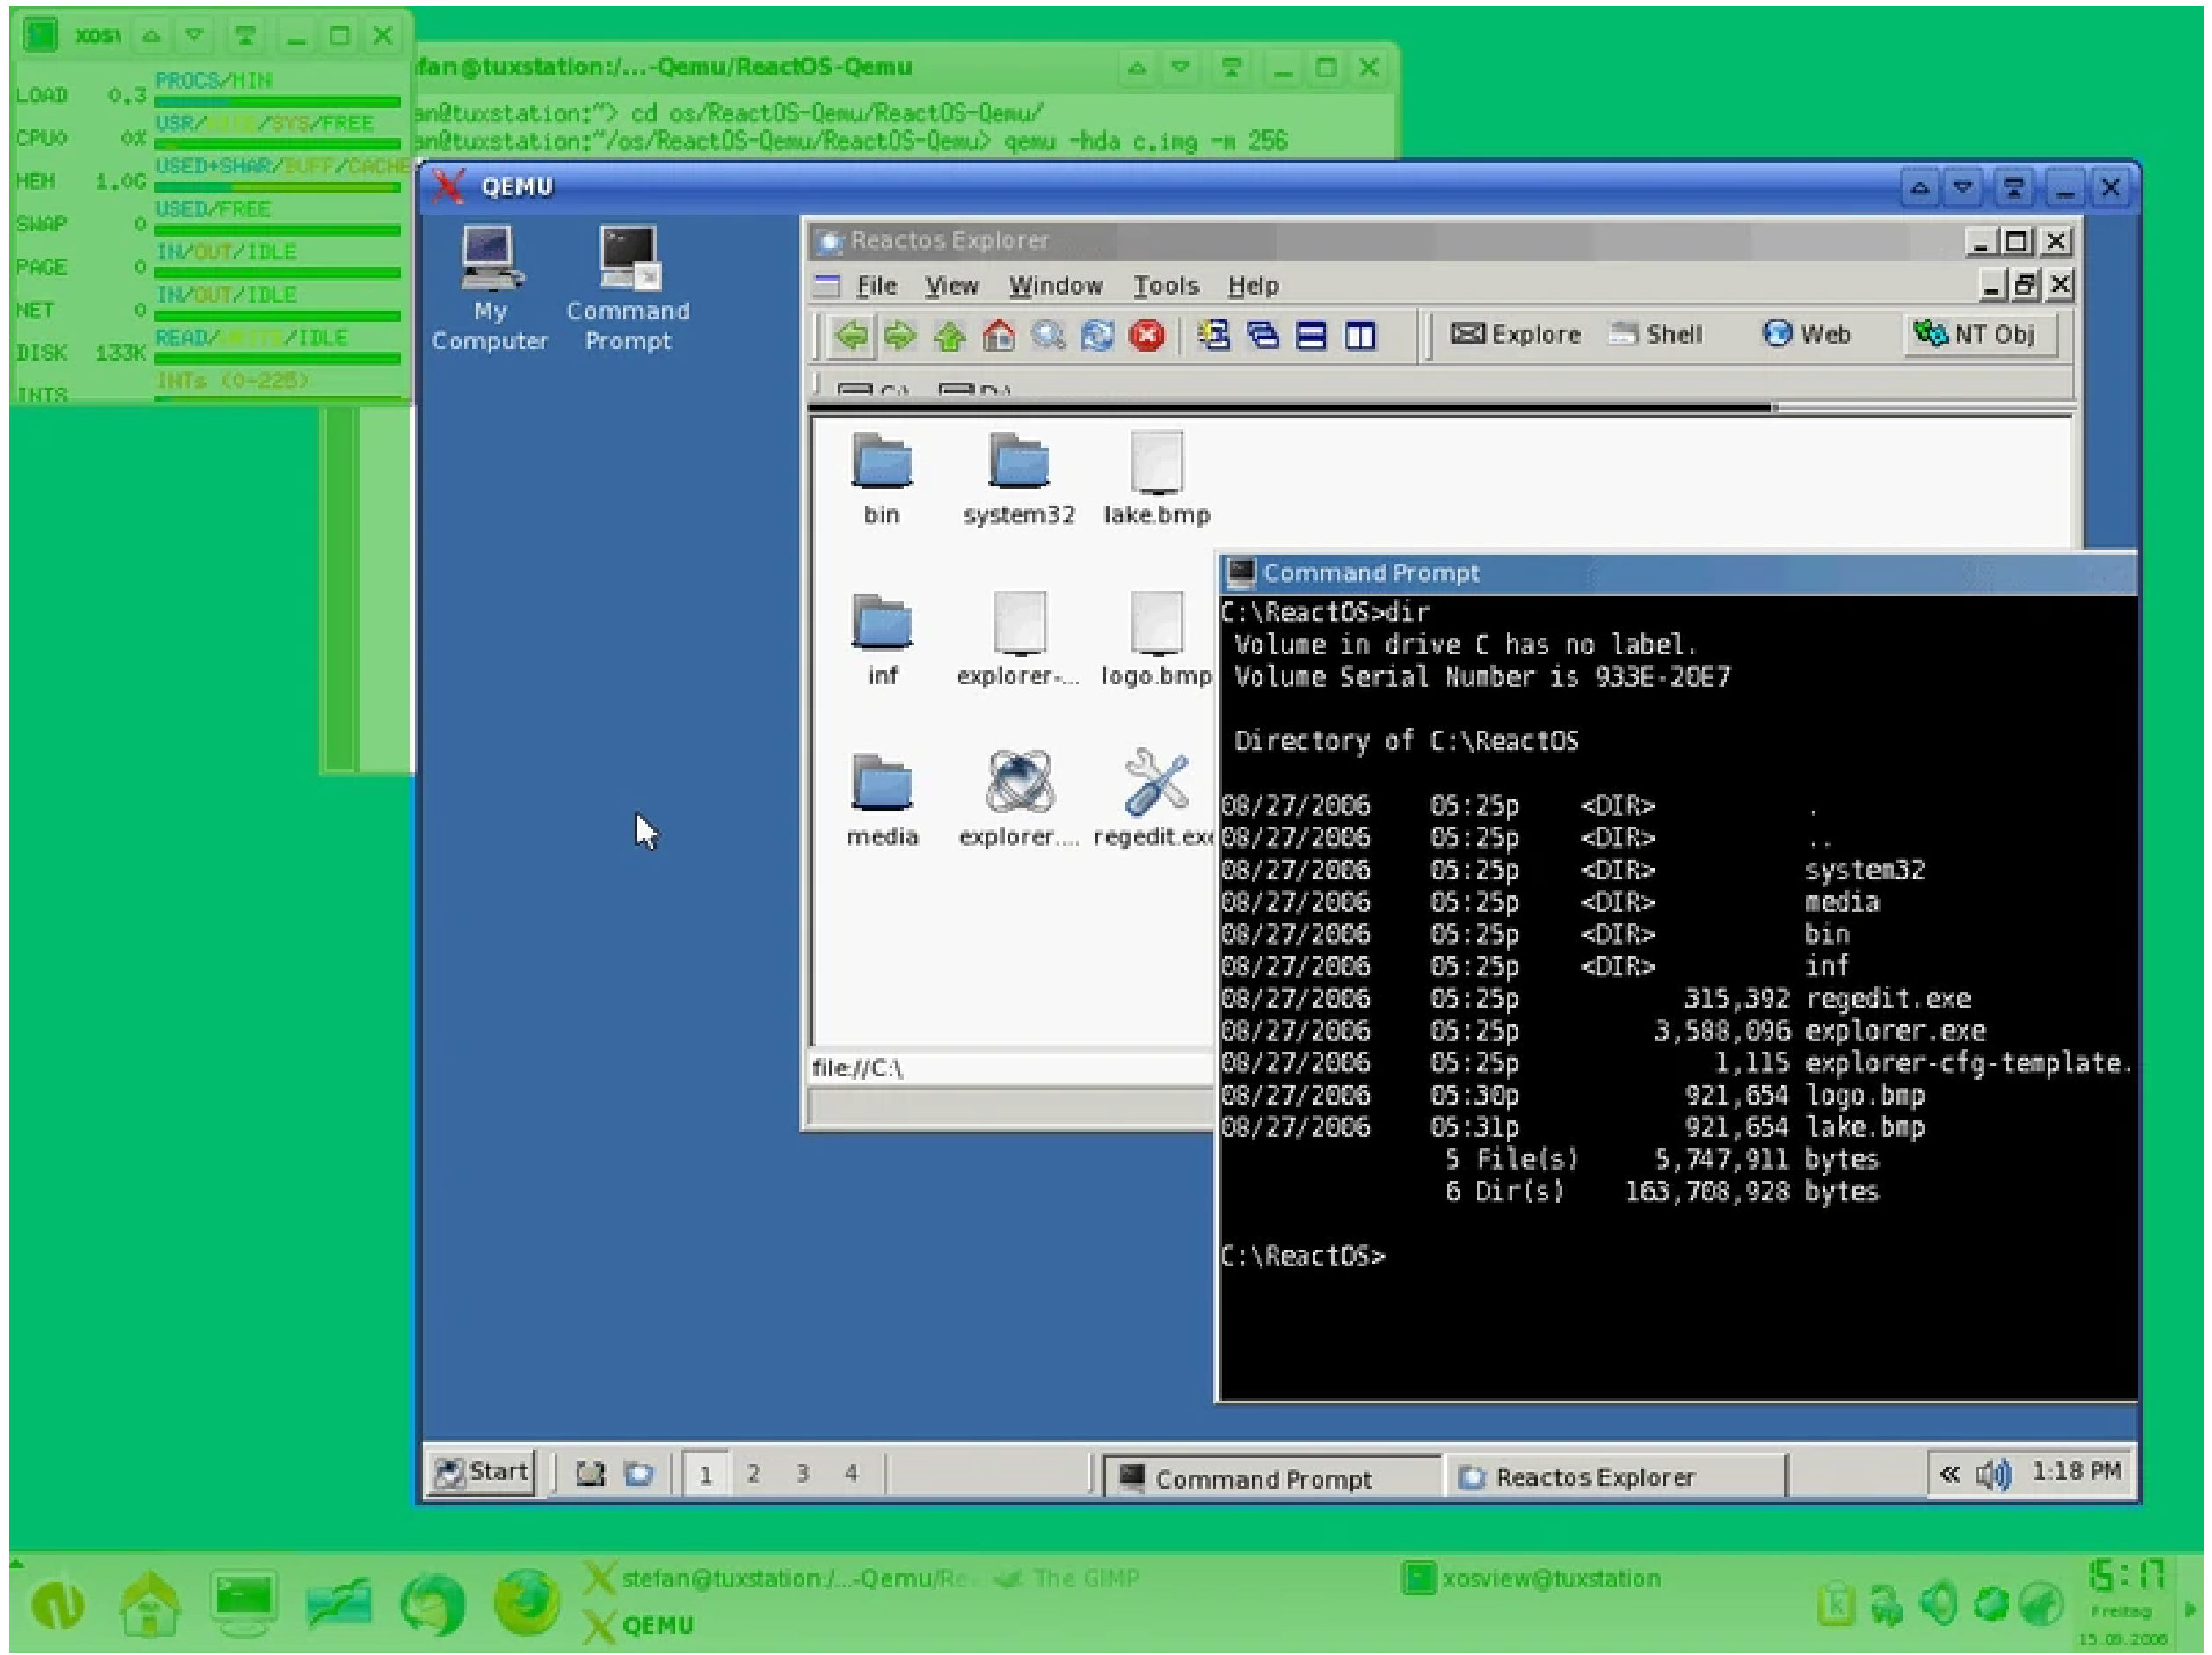 xos\
LOAD 0.3 PROCS/MIN
CPU0 0% USR/NICE/SYS/FREE
MEM 1.0G USED+SHAR/BUFF/CACHE
SWAP 0 USED/FREE
PAGE 0 IN/OUT/IDLE
NET 0 IN/OUT/IDLE
DISK 133K READ/WRITE/IDLE
INTS INTs (0-225)
fan@tuxstation:/...-Qemu/ReactOS-Qemu
an@tuxstation:~> cd os/ReactOS-Qemu/ReactOS-Qemu/
an@tuxstation:~/os/ReactOS-Qemu/ReactOS-Qemu> qemu -hda c.img -m 256
QEMU
My Computer
Command Prompt
Reactos Explorer
File View Window Tools Help
Explore Shell Web NT Obj
C:\ D:\
bin system32 lake.bmp
inf explorer-... logo.bmp
media explorer.... regedit.exe
file://C:\
Command Prompt
C:\ReactOS>dir
Volume in drive C has no label.
Volume Serial Number is 933E-20E7
Directory of C:\ReactOS
08/27/2006 05:25p <DIR> .
08/27/2006 05:25p <DIR> ..
08/27/2006 05:25p <DIR> system32
08/27/2006 05:25p <DIR> media
08/27/2006 05:25p <DIR> bin
08/27/2006 05:25p <DIR> inf
08/27/2006 05:25p 315,392 regedit.exe
08/27/2006 05:25p 3,588,096 explorer.exe
08/27/2006 05:25p 1,115 explorer-cfg-template.
08/27/2006 05:30p 921,654 logo.bmp
08/27/2006 05:31p 921,654 lake.bmp
5 File(s) 5,747,911 bytes
6 Dir(s) 163,708,928 bytes
C:\ReactOS>
Start 1 2 3 4 Command Prompt Reactos Explorer « 1:18 PM
stefan@tuxstation:/...-Qemu/Re The GIMP xosview@tuxstation
QEMU
15:17
Freitag
15.09.2006